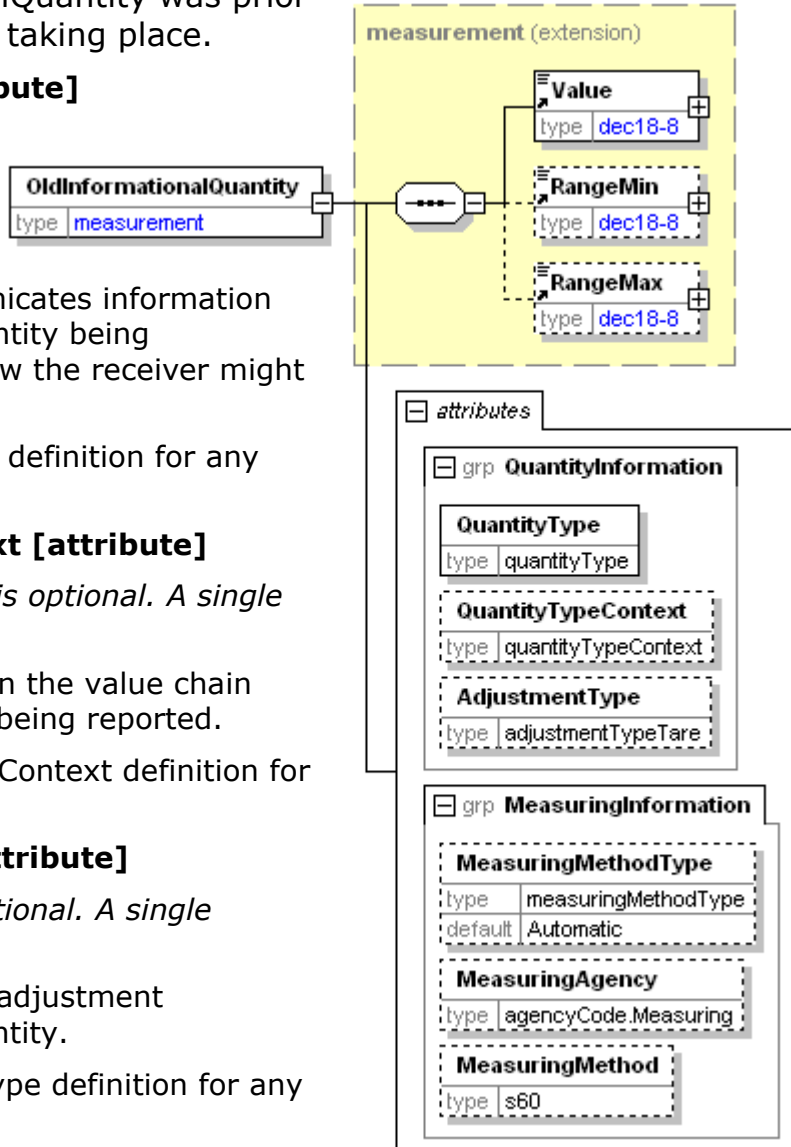 nQuantity was prior
taking place.
bute]
nicates information
ntity being
w the receiver might
definition for any
xt [attribute]
is optional. A single
n the value chain
being reported.
Context definition for
ttribute]
tional. A single
adjustment
ntity.
ype definition for any
OldInformationalQuantity
type measurement
measurement (extension)
Value
type dec18-8
RangeMin
type dec18-8
RangeMax
type dec18-8
attributes
grp QuantityInformation
QuantityType
type quantityType
QuantityTypeContext
type quantityTypeContext
AdjustmentType
type adjustmentTypeTare
grp MeasuringInformation
MeasuringMethodType
type measuringMethodType
default Automatic
MeasuringAgency
type agencyCode.Measuring
MeasuringMethod
type s60